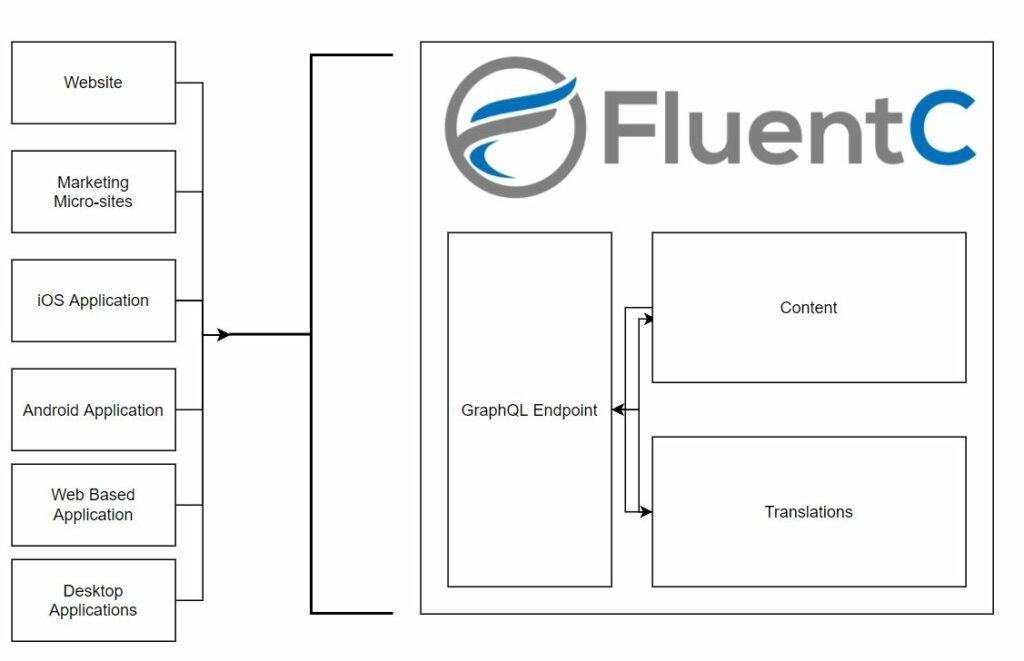 Website
Marketing
Micro-sites
iOS Application
Android Application
Web Based
Application
Desktop
Applications
FluentC
GraphQL Endpoint
Content
Translations